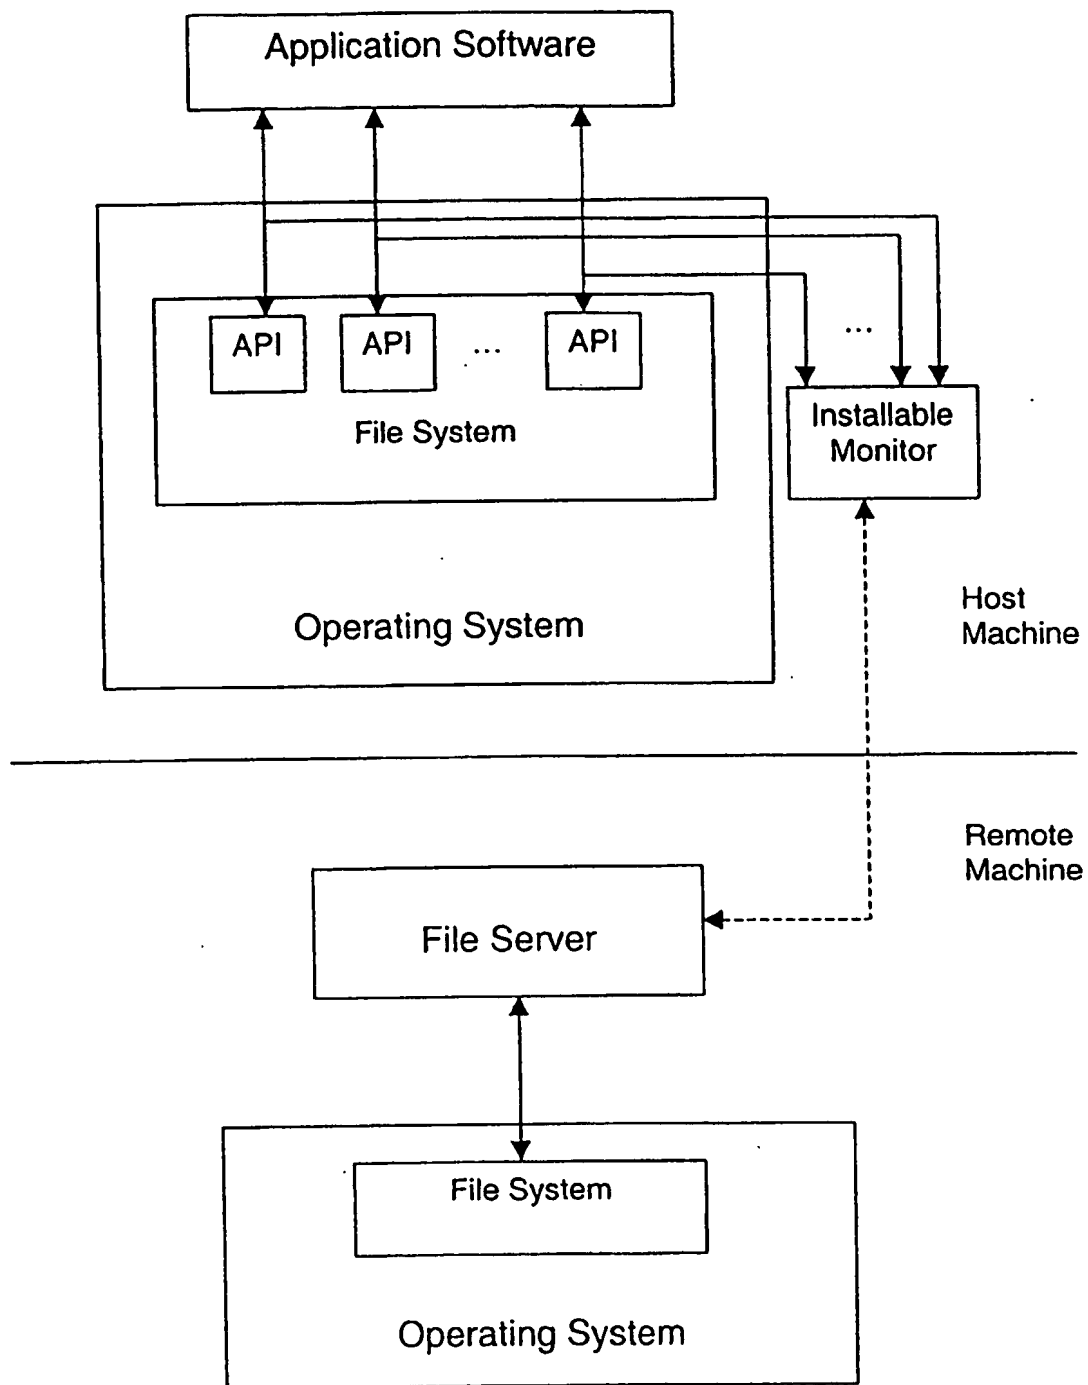 Application Software
API
API
...
API
...
File System
Installable
Monitor
Operating System
Host
Machine
Remote
Machine
File Server
File System
Operating System